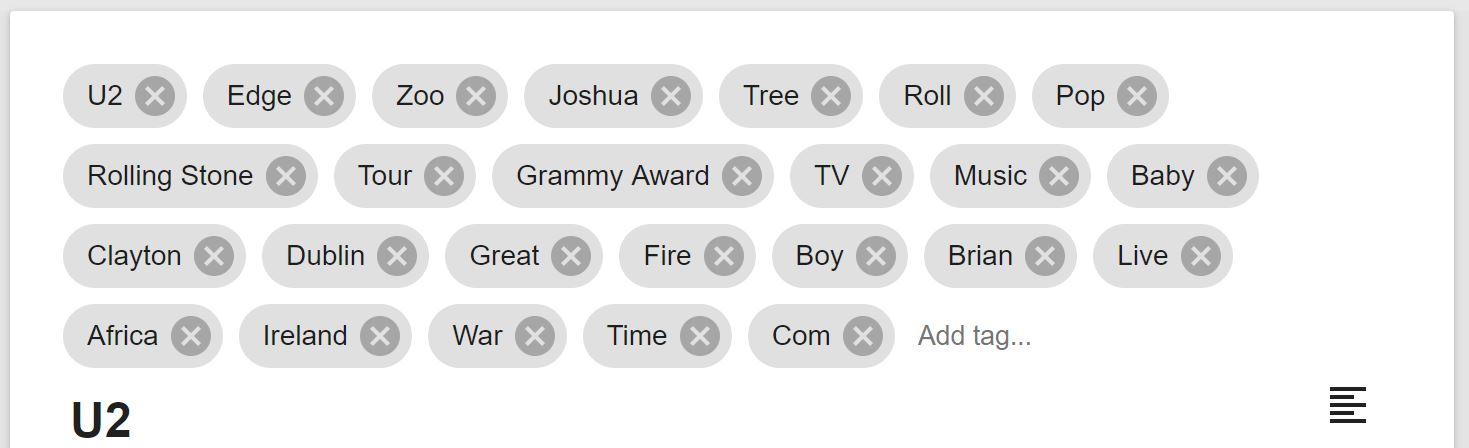 U2 Edge Zoo Joshua Tree Roll Pop
Rolling Stone Tour Grammy Award TV Music Baby
Clayton Dublin Great Fire Boy Brian Live
Africa Ireland War Time Com Add tag...
U2